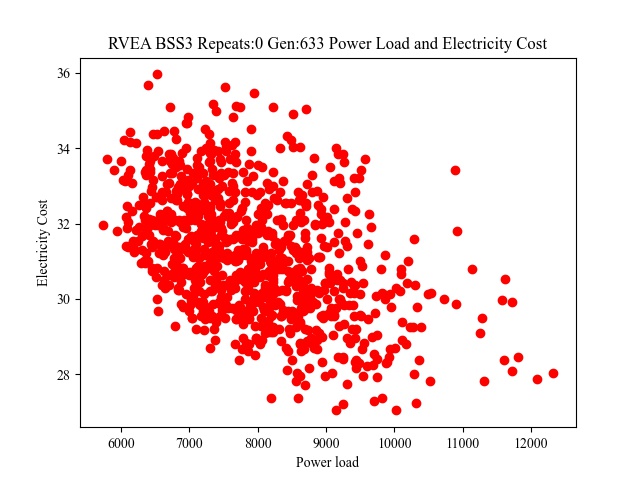 RVEA BSS3 Repeats:0 Gen:633 Power Load and Electricity Cost
Electricity Cost
36
34
32
30
28
6000 7000 8000 9000 10000 11000 12000
Power load